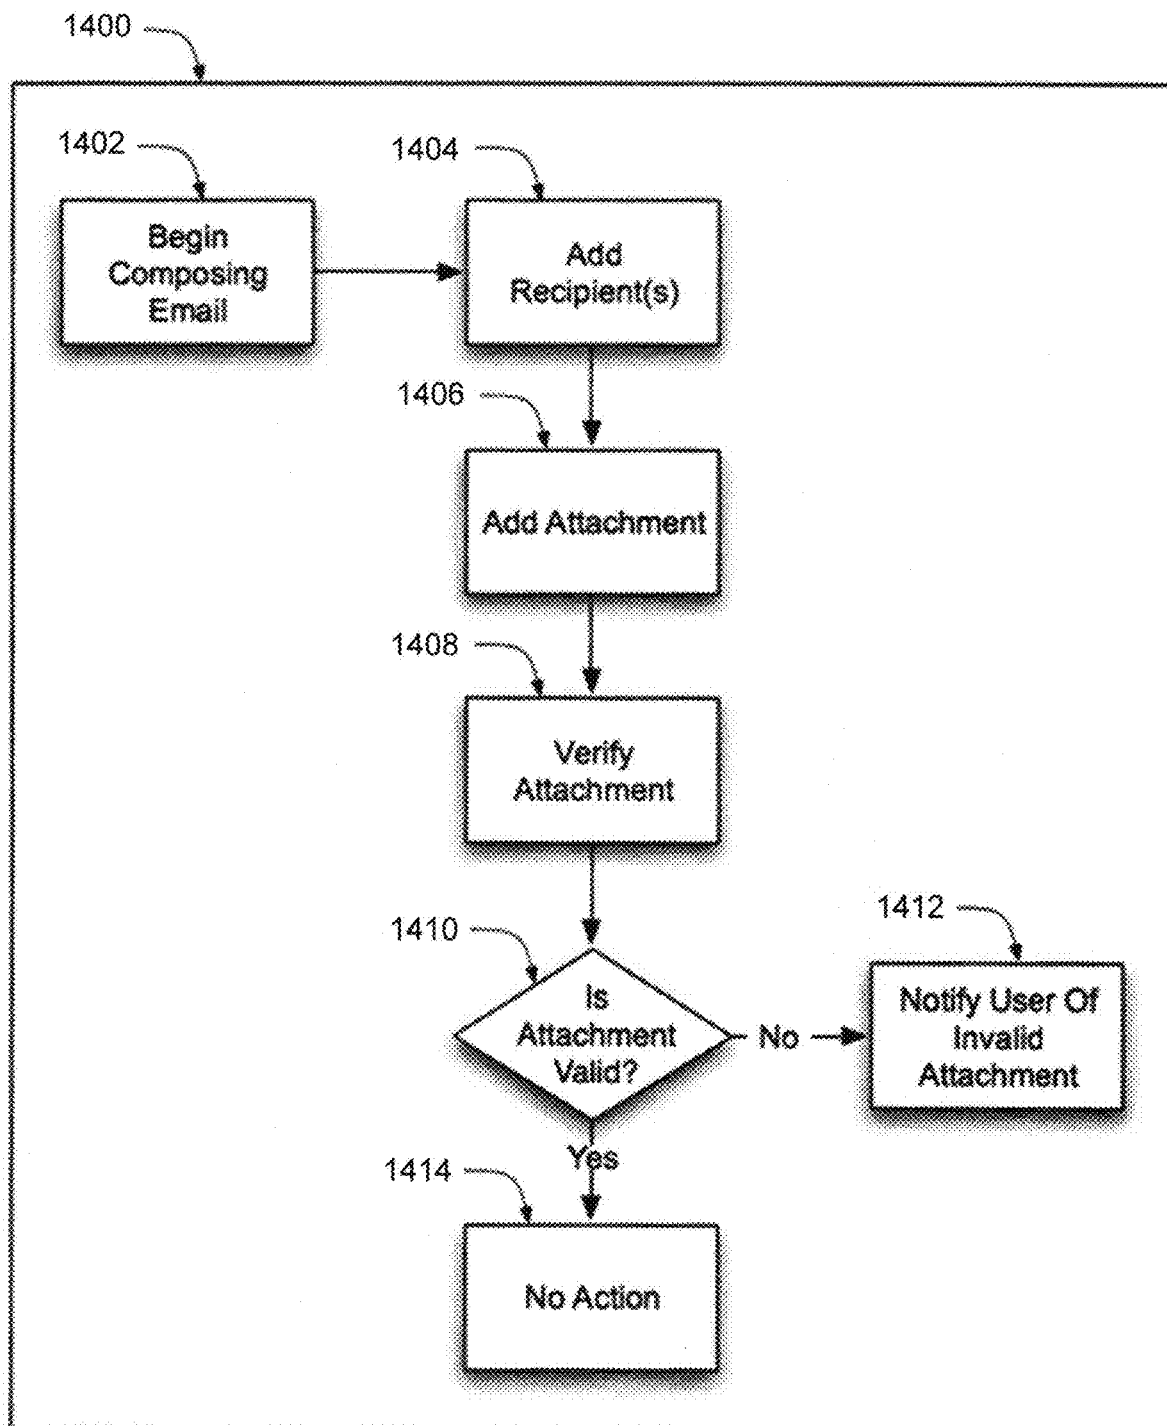 1400
1402
1404
Begin
Composing
Email
Add
Recipient(s)
1406
Add Attachment
1408
Verify
Attachment
1410
1412
Is
Attachment
Valid?
No
Notify User Of
Invalid
Attachment
Yes
1414
No Action